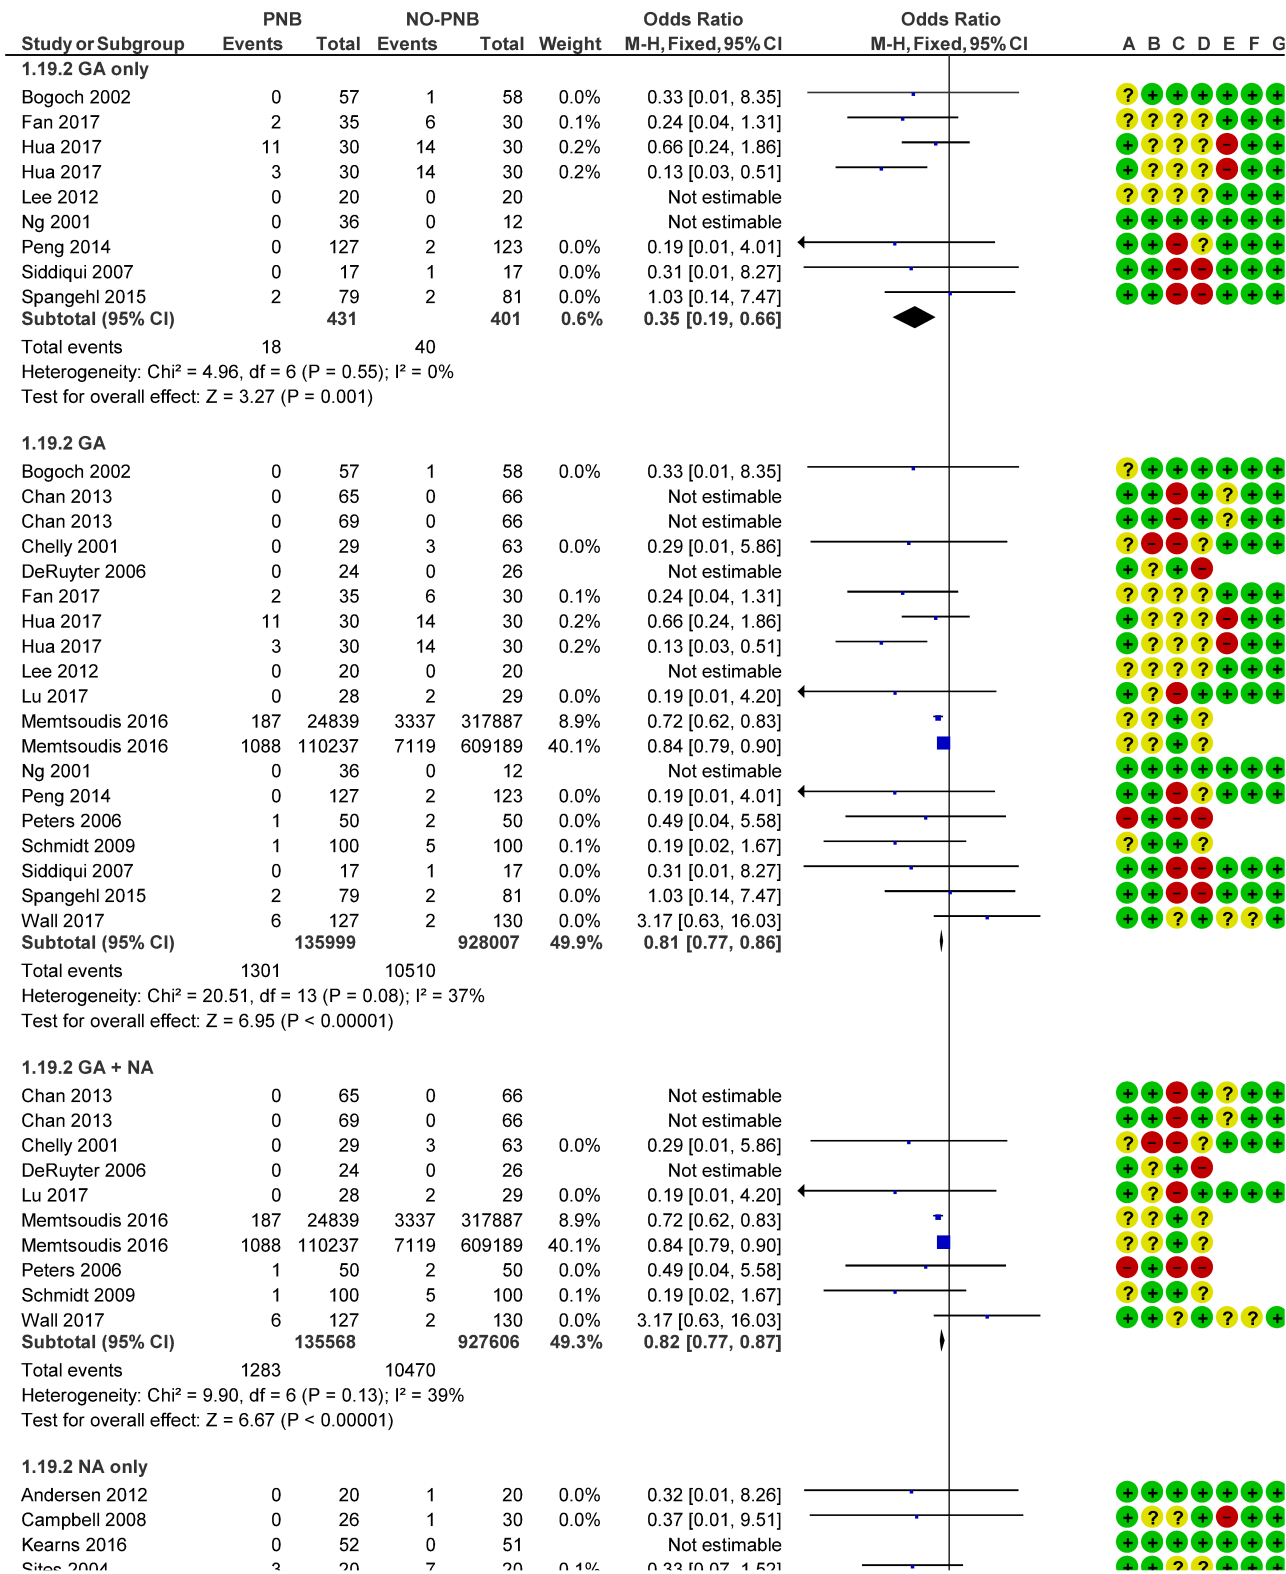 PNB NO-PNB Odds Ratio Odds Ratio
Study or Subgroup Events Total Events Total Weight M-H, Fixed, 95% CI M-H, Fixed, 95% CI A B C D E F G
1.19.2 GA only
Bogoch 2002 0 57 1 58 0.0% 0.33 [0.01, 8.35] ? + + + + + +
Fan 2017 2 35 6 30 0.1% 0.24 [0.04, 1.31] ? ? ? ? + + +
Hua 2017 11 30 14 30 0.2% 0.66 [0.24, 1.86] + ? ? ? - + +
Hua 2017 3 30 14 30 0.2% 0.13 [0.03, 0.51] + ? ? ? - + +
Lee 2012 0 20 0 20 Not estimable ? ? ? ? + + +
Ng 2001 0 36 0 12 Not estimable + + + + + + +
Peng 2014 0 127 2 123 0.0% 0.19 [0.01, 4.01] + + - ? + + +
Siddiqui 2007 0 17 1 17 0.0% 0.31 [0.01, 8.27] + + - - + + +
Spangehl 2015 2 79 2 81 0.0% 1.03 [0.14, 7.47] + + - - + + +
Subtotal (95% CI) 431 401 0.6% 0.35 [0.19, 0.66]
Total events 18 40
Heterogeneity: Chi² = 4.96, df = 6 (P = 0.55); I² = 0%
Test for overall effect: Z = 3.27 (P = 0.001)
1.19.2 GA
Bogoch 2002 0 57 1 58 0.0% 0.33 [0.01, 8.35] ? + + + + + +
Chan 2013 0 65 0 66 Not estimable + + - + ? + +
Chan 2013 0 69 0 66 Not estimable + + - + ? + +
Chelly 2001 0 29 3 63 0.0% 0.29 [0.01, 5.86] ? - - ? + + +
DeRuyter 2006 0 24 0 26 Not estimable + ? + -
Fan 2017 2 35 6 30 0.1% 0.24 [0.04, 1.31] ? ? ? ? + + +
Hua 2017 11 30 14 30 0.2% 0.66 [0.24, 1.86] + ? ? ? - + +
Hua 2017 3 30 14 30 0.2% 0.13 [0.03, 0.51] + ? ? ? - + +
Lee 2012 0 20 0 20 Not estimable ? ? ? ? + + +
Lu 2017 0 28 2 29 0.0% 0.19 [0.01, 4.20] + ? - + + + +
Memtsoudis 2016 187 24839 3337 317887 8.9% 0.72 [0.62, 0.83] ? ? + ?
Memtsoudis 2016 1088 110237 7119 609189 40.1% 0.84 [0.79, 0.90] ? ? + ?
Ng 2001 0 36 0 12 Not estimable + + + + + + +
Peng 2014 0 127 2 123 0.0% 0.19 [0.01, 4.01] + + - ? + + +
Peters 2006 1 50 2 50 0.0% 0.49 [0.04, 5.58] - + - -
Schmidt 2009 1 100 5 100 0.1% 0.19 [0.02, 1.67] ? + + ?
Siddiqui 2007 0 17 1 17 0.0% 0.31 [0.01, 8.27] + + - - + + +
Spangehl 2015 2 79 2 81 0.0% 1.03 [0.14, 7.47] + + - - + + +
Wall 2017 6 127 2 130 0.0% 3.17 [0.63, 16.03] + + ? + ? ? +
Subtotal (95% CI) 135999 928007 49.9% 0.81 [0.77, 0.86]
Total events 1301 10510
Heterogeneity: Chi² = 20.51, df = 13 (P = 0.08); I² = 37%
Test for overall effect: Z = 6.95 (P < 0.00001)
1.19.2 GA + NA
Chan 2013 0 65 0 66 Not estimable + + - + ? + +
Chan 2013 0 69 0 66 Not estimable + + - + ? + +
Chelly 2001 0 29 3 63 0.0% 0.29 [0.01, 5.86] ? - - ? + + +
DeRuyter 2006 0 24 0 26 Not estimable + ? + -
Lu 2017 0 28 2 29 0.0% 0.19 [0.01, 4.20] + ? - + + + +
Memtsoudis 2016 187 24839 3337 317887 8.9% 0.72 [0.62, 0.83] ? ? + ?
Memtsoudis 2016 1088 110237 7119 609189 40.1% 0.84 [0.79, 0.90] ? ? + ?
Peters 2006 1 50 2 50 0.0% 0.49 [0.04, 5.58] - + - -
Schmidt 2009 1 100 5 100 0.1% 0.19 [0.02, 1.67] ? + + ?
Wall 2017 6 127 2 130 0.0% 3.17 [0.63, 16.03] + + ? + ? ? +
Subtotal (95% CI) 135568 927606 49.3% 0.82 [0.77, 0.87]
Total events 1283 10470
Heterogeneity: Chi² = 9.90, df = 6 (P = 0.13); I² = 39%
Test for overall effect: Z = 6.67 (P < 0.00001)
1.19.2 NA only
Andersen 2012 0 20 1 20 0.0% 0.32 [0.01, 8.26] + + + + + + +
Campbell 2008 0 26 1 30 0.0% 0.37 [0.01, 9.51] + ? ? + - + +
Kearns 2016 0 52 0 51 Not estimable + + + + + + +
Sites 2004 3 20 7 20 0.1% 0.33 [0.07, 1.52] + + ? ? + + +